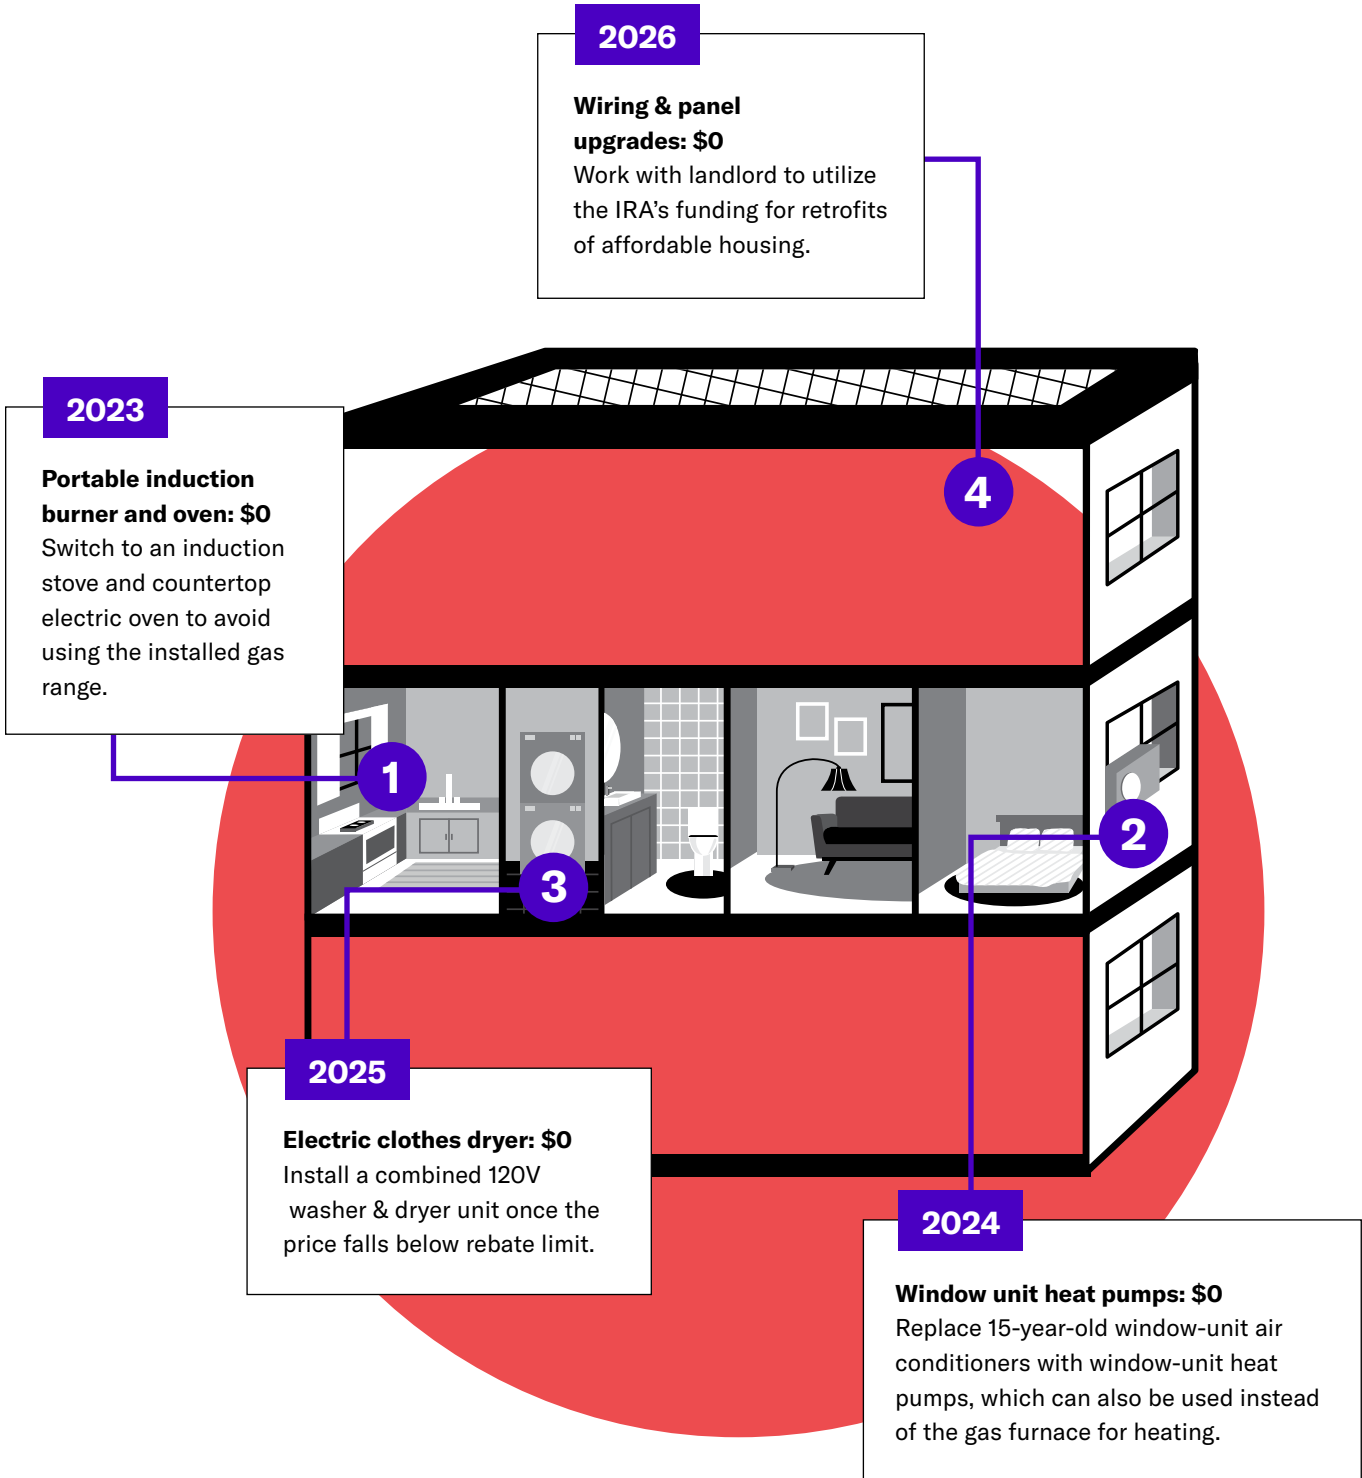 2026
Wiring & panel
upgrades: $0
Work with landlord to utilize
the IRA's funding for retrofits
of affordable housing.
2023
Portable induction
burner and oven: $0
Switch to an induction
stove and countertop
electric oven to avoid
using the installed gas
range.
4
1
2
3
2025
Electric clothes dryer: $0
Install a combined 120V
washer & dryer unit once the
price falls below rebate limit.
2024
Window unit heat pumps: $0
Replace 15-year-old window-unit air
conditioners with window-unit heat
pumps, which can also be used instead
of the gas furnace for heating.